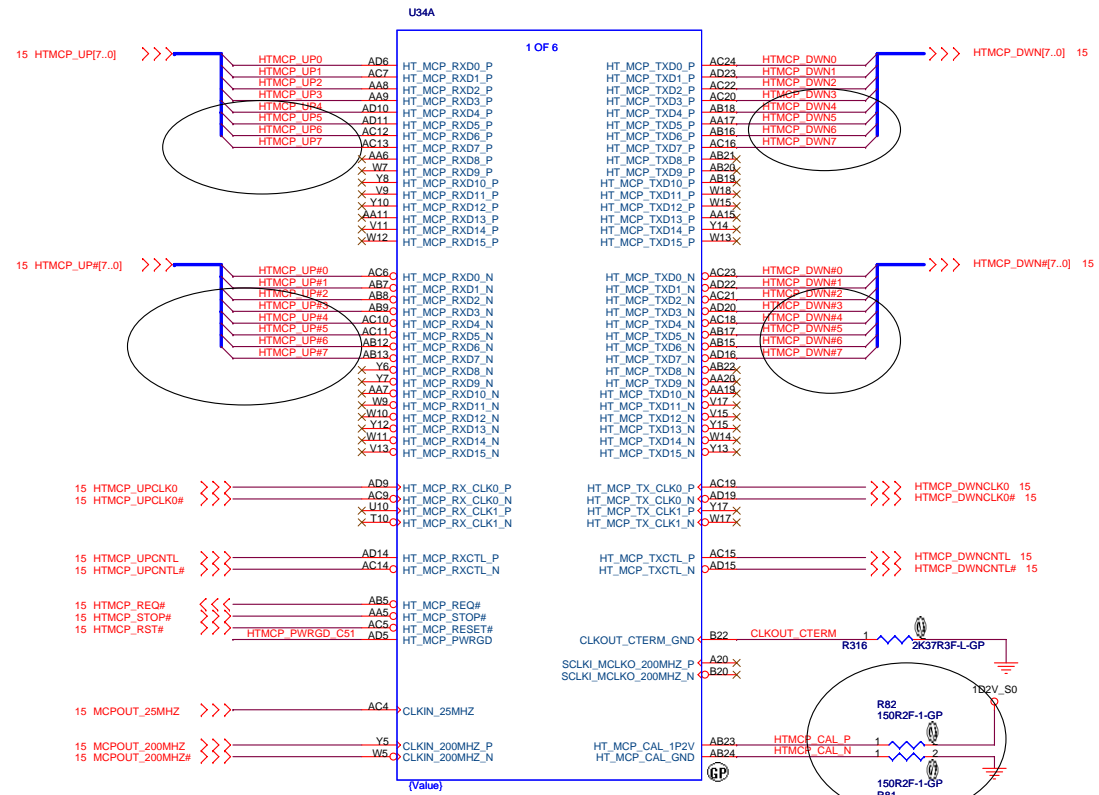 U34A
1 OF 6
15 HTMCP_UP[7..0]
HTMCP_UP0 AD6 HT_MCP_RXD0_P
HTMCP_UP1 AC7 HT_MCP_RXD1_P
HTMCP_UP2 AA8 HT_MCP_RXD2_P
HTMCP_UP3 AA9 HT_MCP_RXD3_P
HTMCP_UP4 AD10 HT_MCP_RXD4_P
HTMCP_UP5 AD11 HT_MCP_RXD5_P
HTMCP_UP6 AC12 HT_MCP_RXD6_P
HTMCP_UP7 AC13 HT_MCP_RXD7_P
AA6 HT_MCP_RXD8_P
W7 HT_MCP_RXD9_P
Y8 HT_MCP_RXD10_P
V9 HT_MCP_RXD11_P
Y10 HT_MCP_RXD12_P
AA11 HT_MCP_RXD13_P
V11 HT_MCP_RXD14_P
W12 HT_MCP_RXD15_P
15 HTMCP_UP#[7..0]
HTMCP_UP#0 AC6 HT_MCP_RXD0_N
HTMCP_UP#1 AB7 HT_MCP_RXD1_N
HTMCP_UP#2 AB8 HT_MCP_RXD2_N
HTMCP_UP#3 AB9 HT_MCP_RXD3_N
HTMCP_UP#4 AC10 HT_MCP_RXD4_N
HTMCP_UP#5 AC11 HT_MCP_RXD5_N
HTMCP_UP#6 AB12 HT_MCP_RXD6_N
HTMCP_UP#7 AB13 HT_MCP_RXD7_N
Y6 HT_MCP_RXD8_N
Y7 HT_MCP_RXD9_N
AA7 HT_MCP_RXD10_N
W9 HT_MCP_RXD11_N
W10 HT_MCP_RXD12_N
Y12 HT_MCP_RXD13_N
W11 HT_MCP_RXD14_N
V13 HT_MCP_RXD15_N
15 HTMCP_UPCLK0 AD9 HT_MCP_RX_CLK0_P
15 HTMCP_UPCLK0# AC9 HT_MCP_RX_CLK0_N
U10 HT_MCP_RX_CLK1_P
T10 HT_MCP_RX_CLK1_N
15 HTMCP_UPCNTL AD14 HT_MCP_RXCTL_P
15 HTMCP_UPCNTL# AC14 HT_MCP_RXCTL_N
15 HTMCP_REQ# AB5 HT_MCP_REQ#
15 HTMCP_STOP# AA5 HT_MCP_STOP#
15 HTMCP_RST# AC5 HT_MCP_RESET#
HTMCP_PWRGD_C51 AD5 HT_MCP_PWRGD
15 MCPOUT_25MHZ AC4 CLKIN_25MHZ
15 MCPOUT_200MHZ Y5 CLKIN_200MHZ_P
15 MCPOUT_200MHZ# W5 CLKIN_200MHZ_N
HTMCP_DWN[7..0] 15
HT_MCP_TXD0_P AC24 HTMCP_DWN0
HT_MCP_TXD1_P AD23 HTMCP_DWN1
HT_MCP_TXD2_P AC22 HTMCP_DWN2
HT_MCP_TXD3_P AC20 HTMCP_DWN3
HT_MCP_TXD4_P AB18 HTMCP_DWN4
HT_MCP_TXD5_P AA17 HTMCP_DWN5
HT_MCP_TXD6_P AB16 HTMCP_DWN6
HT_MCP_TXD7_P AC16 HTMCP_DWN7
HT_MCP_TXD8_P AB21
HT_MCP_TXD9_P AB20
HT_MCP_TXD10_P AB19
HT_MCP_TXD11_P W18
HT_MCP_TXD12_P W15
HT_MCP_TXD13_P AA15
HT_MCP_TXD14_P Y14
HT_MCP_TXD15_P W13
HTMCP_DWN#[7..0] 15
HT_MCP_TXD0_N AC23 HTMCP_DWN#0
HT_MCP_TXD1_N AD22 HTMCP_DWN#1
HT_MCP_TXD2_N AC21 HTMCP_DWN#2
HT_MCP_TXD3_N AD20 HTMCP_DWN#3
HT_MCP_TXD4_N AC18 HTMCP_DWN#4
HT_MCP_TXD5_N AB17 HTMCP_DWN#5
HT_MCP_TXD6_N AB15 HTMCP_DWN#6
HT_MCP_TXD7_N AD16 HTMCP_DWN#7
HT_MCP_TXD8_N AB22
HT_MCP_TXD9_N AA20
HT_MCP_TXD10_N AA19
HT_MCP_TXD11_N V17
HT_MCP_TXD12_N V15
HT_MCP_TXD13_N Y15
HT_MCP_TXD14_N W14
HT_MCP_TXD15_N Y13
HT_MCP_TX_CLK0_P AC19 HTMCP_DWNCLK0 15
HT_MCP_TX_CLK0_N AD19 HTMCP_DWNCLK0# 15
HT_MCP_TX_CLK1_P Y17
HT_MCP_TX_CLK1_N W17
HT_MCP_TXCTL_P AC15 HTMCP_DWNCNTL 15
HT_MCP_TXCTL_N AD15 HTMCP_DWNCNTL# 15
CLKOUT_CTERM_GND B22 CLKOUT_CTERM 1
R316 2K37R3F-L-GP
SCLKI_MCLKO_200MHZ_P A20
SCLKI_MCLKO_200MHZ_N B20
1D2V_S0
R82
150R2F-1-GP
HT_MCP_CAL_1P2V AB23 HTMCP_CAL_P 1
HT_MCP_CAL_GND AB24 HTMCP_CAL_N 1 2
GP
150R2F-1-GP
R81
{Value}